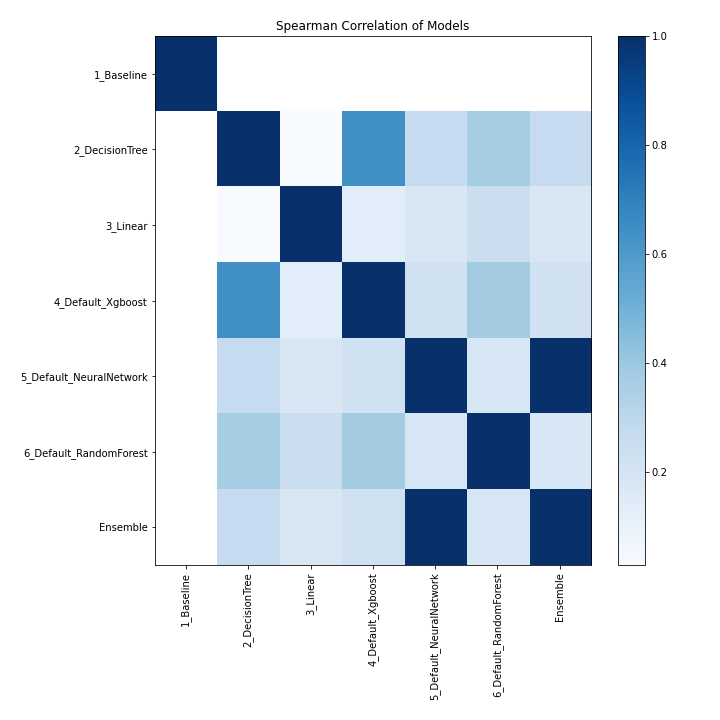 Spearman Correlation of Models
1_Baseline
2_DecisionTree
3_Linear
4_Default_Xgboost
5_Default_NeuralNetwork
6_Default_RandomForest
Ensemble
1_Baseline
2_DecisionTree
3_Linear
4_Default_Xgboost
5_Default_NeuralNetwork
6_Default_RandomForest
Ensemble
1.0
0.8
0.6
0.4
0.2